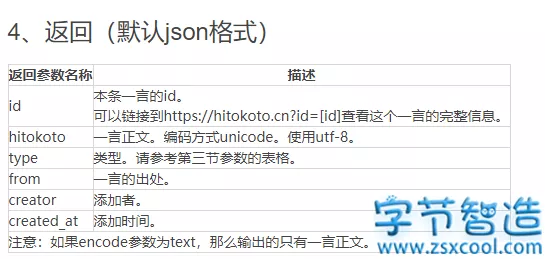 4、返回（默认json格式）
返回参数名称 描述
id 本条一言的id。
可以链接到https://hitokoto.cn?id=[id]查看这个一言的完整信息。
hitokoto 一言正文。编码方式unicode。使用utf-8。
type 类型。请参考第三节参数的表格。
from 一言的出处。
creator 添加者。
created_at 添加时间。
注意：如果encode参数为text，那么输出的只有一言正文。
字节智造
www.zsxcool.com